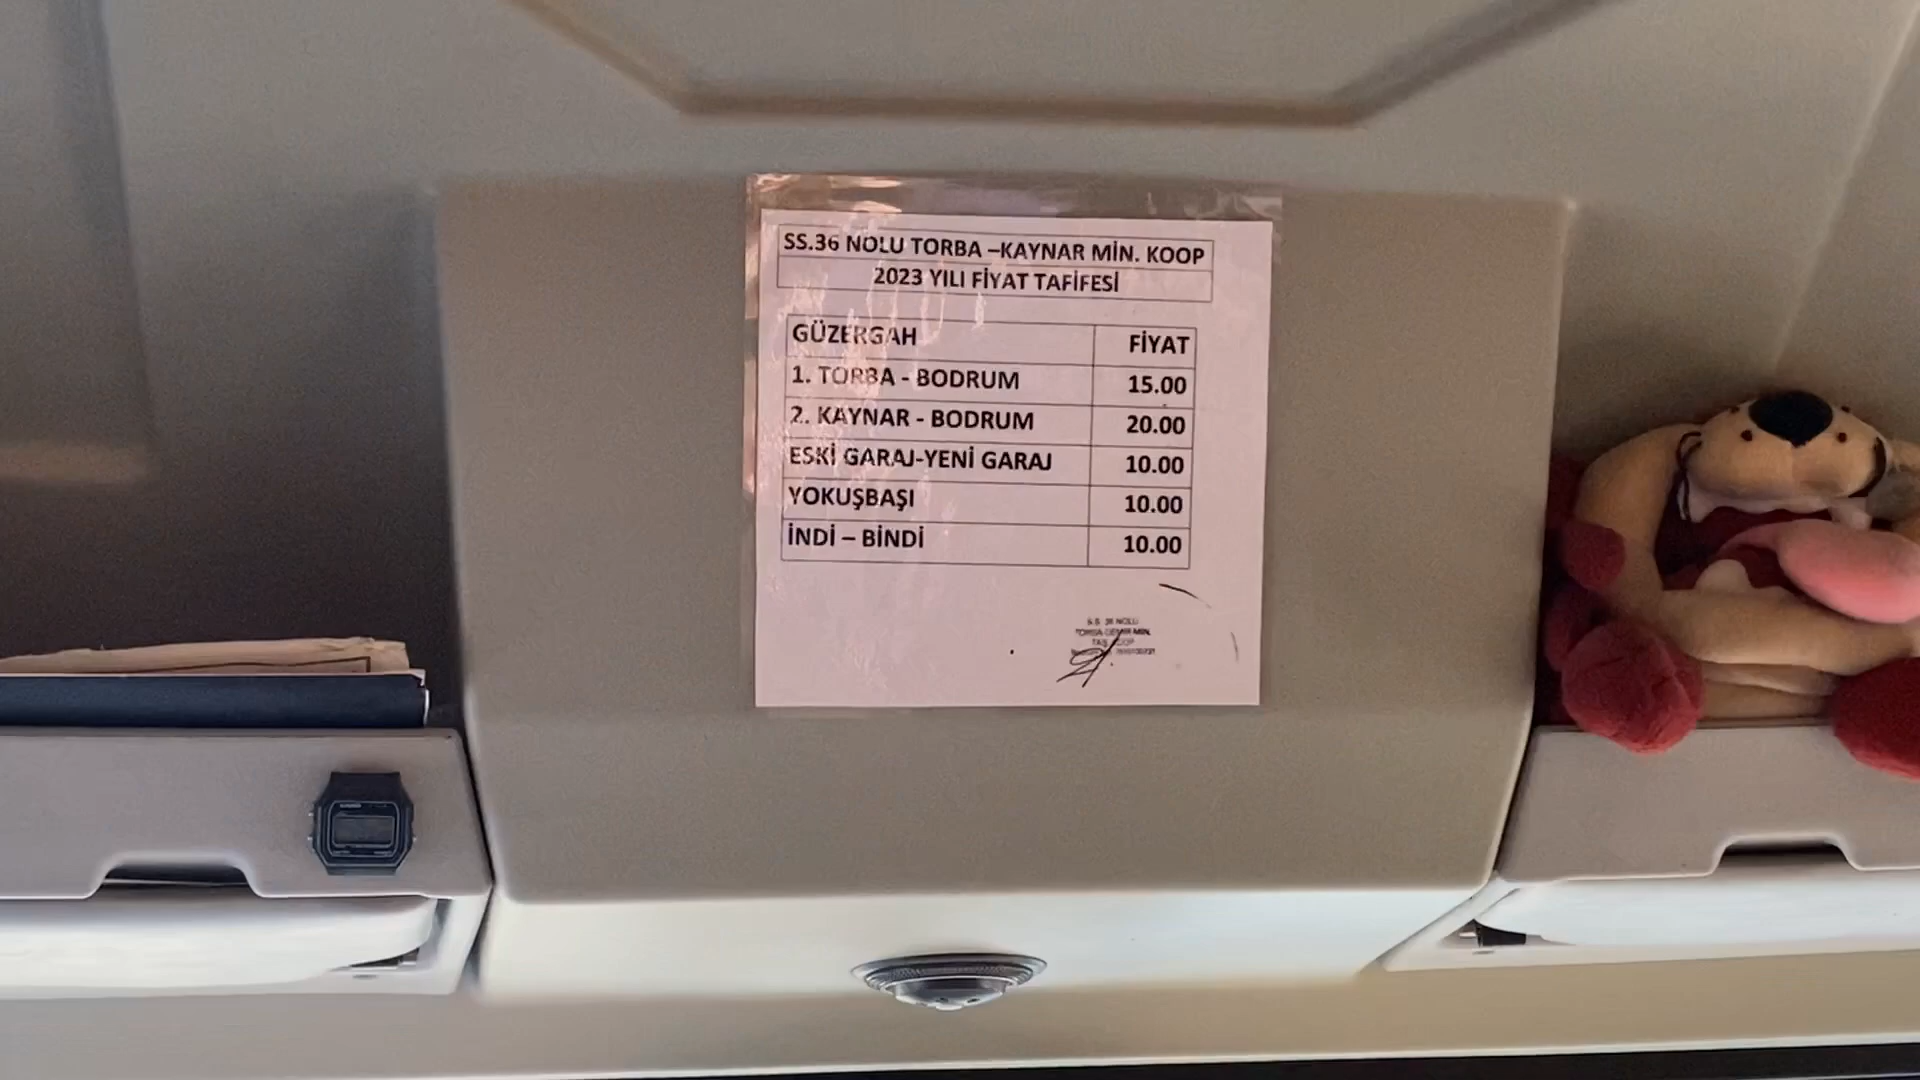 SS.36 NOLU TORBA –KAYNAR MİN. KOOP
2023 YILI FİYAT TAFİFESİ
GÜZERGAH FİYAT
1. TORBA - BODRUM 15.00
2. KAYNAR - BODRUM 20.00
ESKİ GARAJ-YENİ GARAJ 10.00
YOKUŞBAŞI 10.00
İNDİ – BİNDİ 10.00
S.S. 36 NOLU